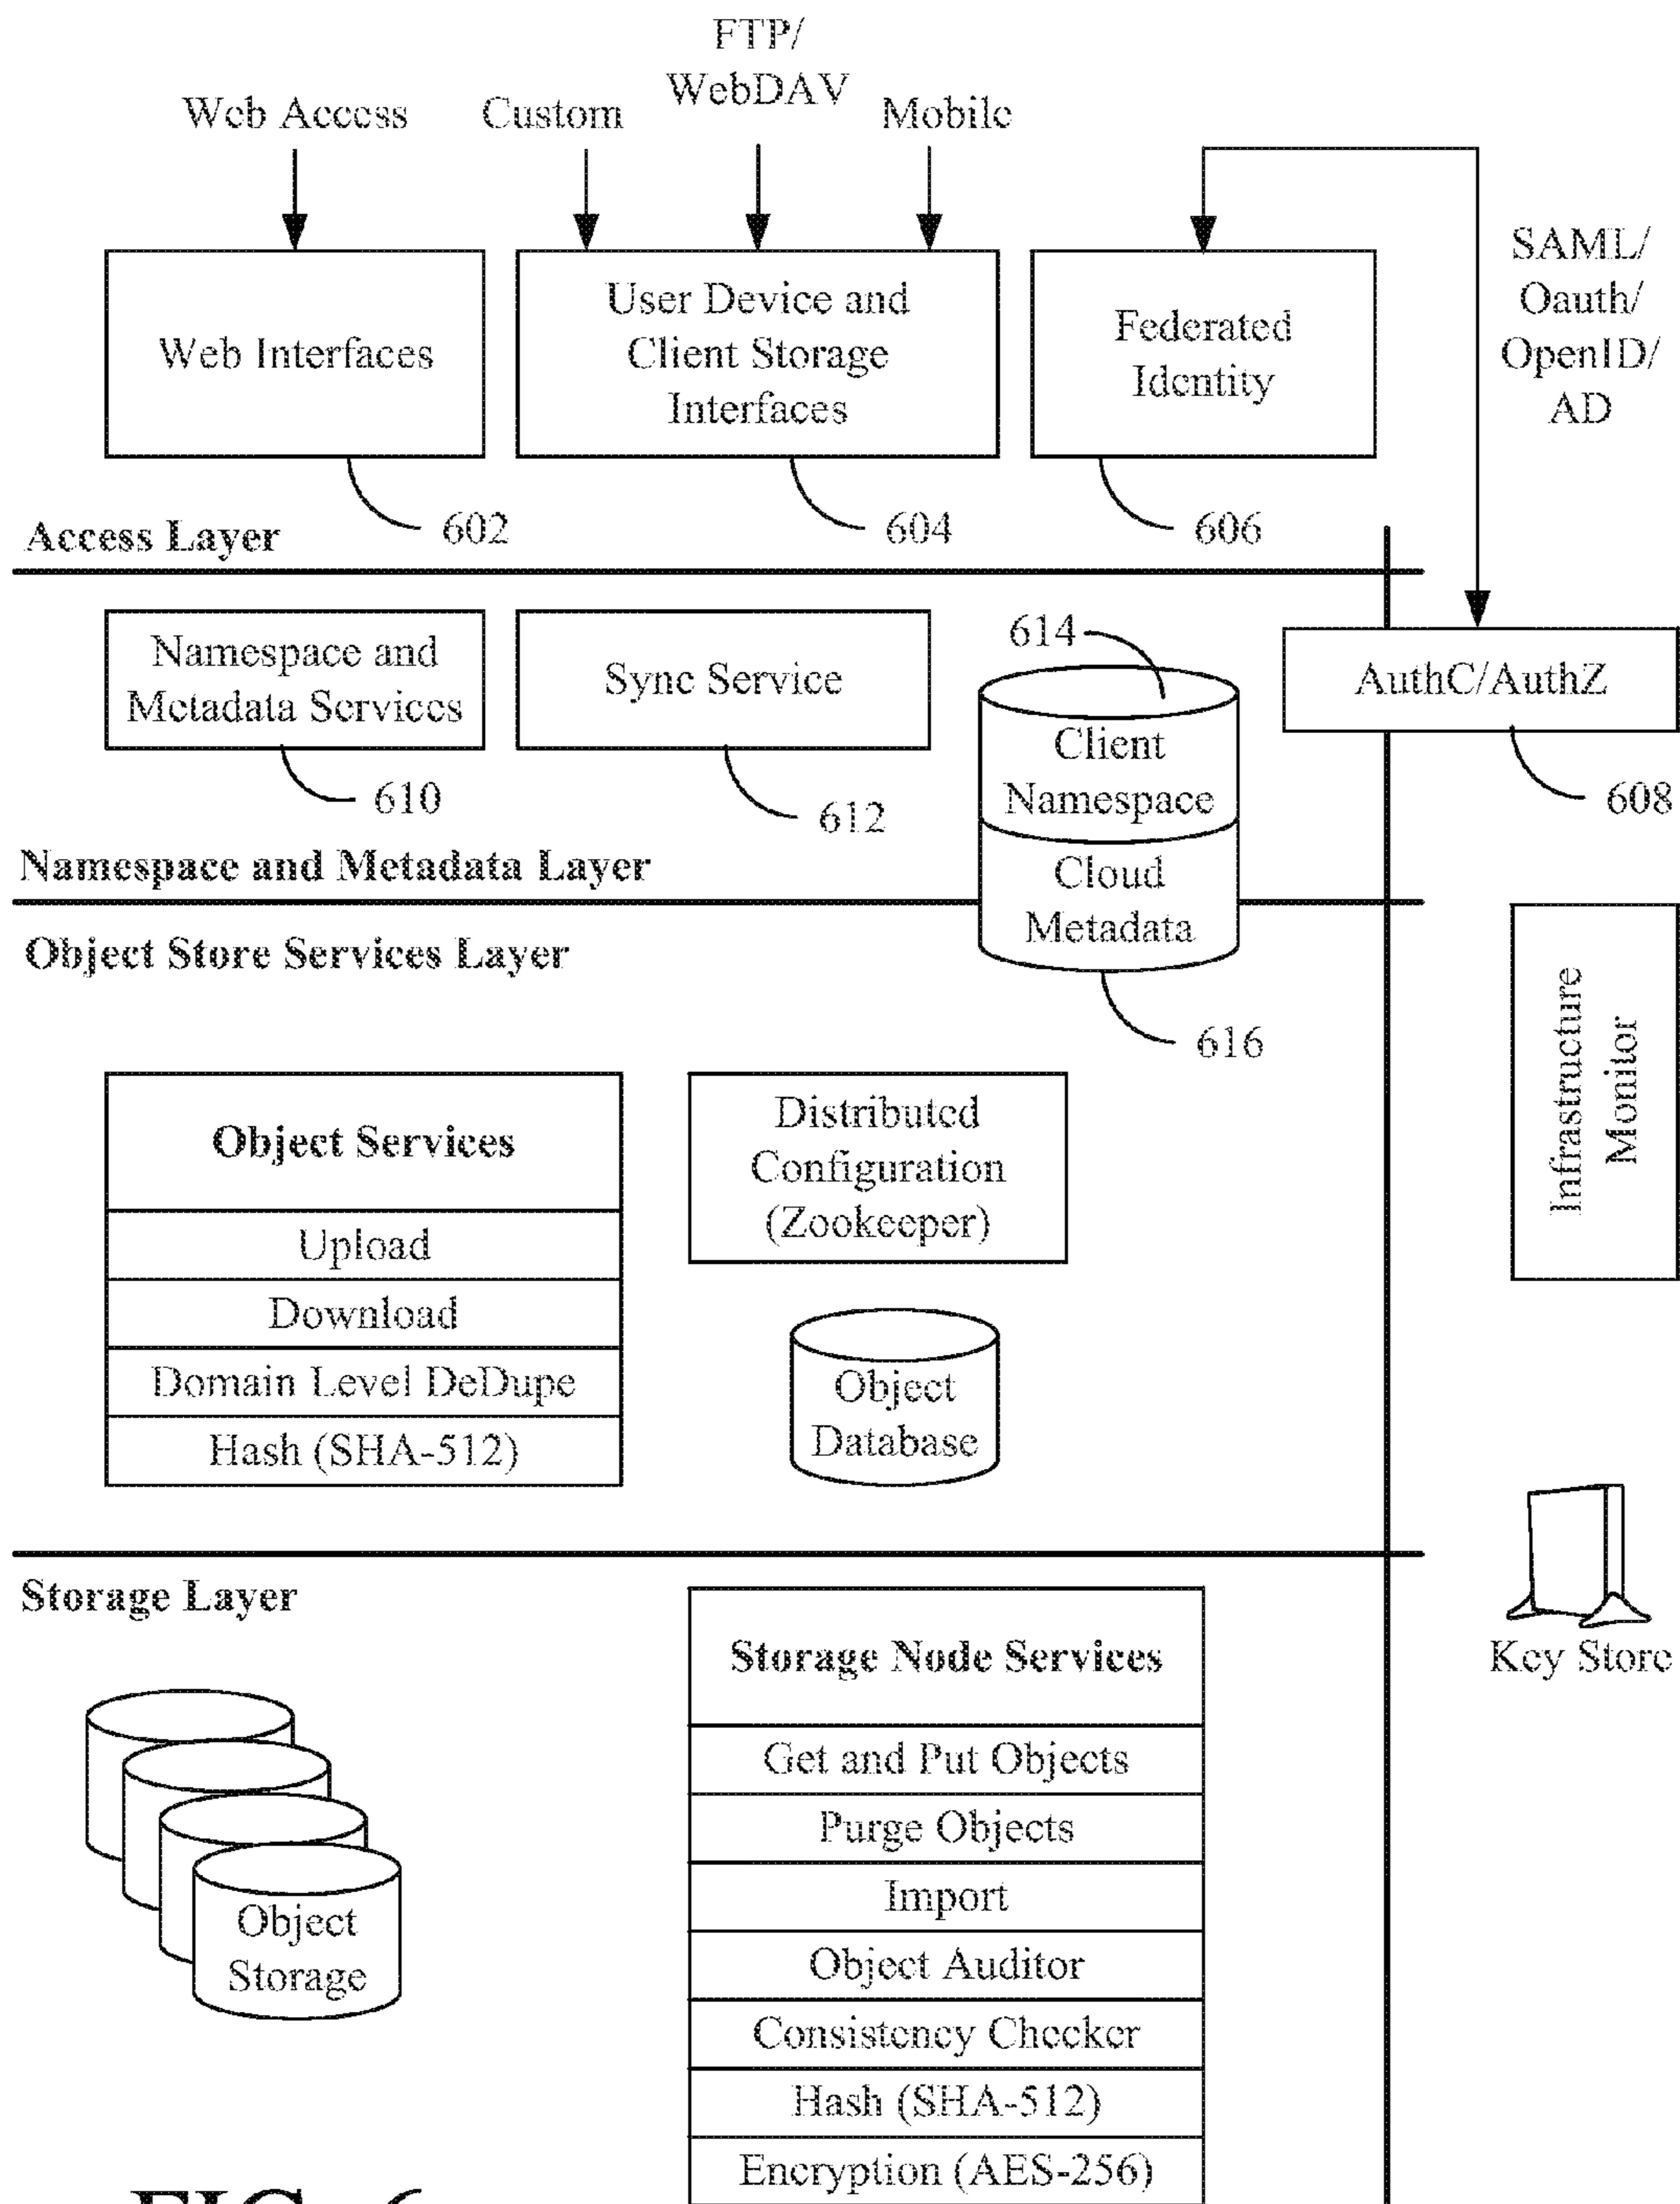 FTP/
WebDAV
Web Access
Custom
Mobile
SAML/
Oauth/
OpenID/
AD
Web Interfaces
User Device and
Client Storage
Interfaces
Federated
Identity
602
604
606
Access Layer
Namespace and
Metadata Services
Sync Service
614
Client
Namespace
AuthC/AuthZ
610
612
608
Namespace and Metadata Layer
Cloud
Metadata
Object Store Services Layer
616
Infrastructure
Monitor
Object Services
Upload
Download
Domain Level DeDupe
Hash (SHA-512)
Distributed
Configuration
(Zookeeper)
Object
Database
Key Store
Storage Layer
Object
Storage
Storage Node Services
Get and Put Objects
Purge Objects
Import
Object Auditor
Consistency Checker
Hash (SHA-512)
Encryption (AES-256)
FIG. 6